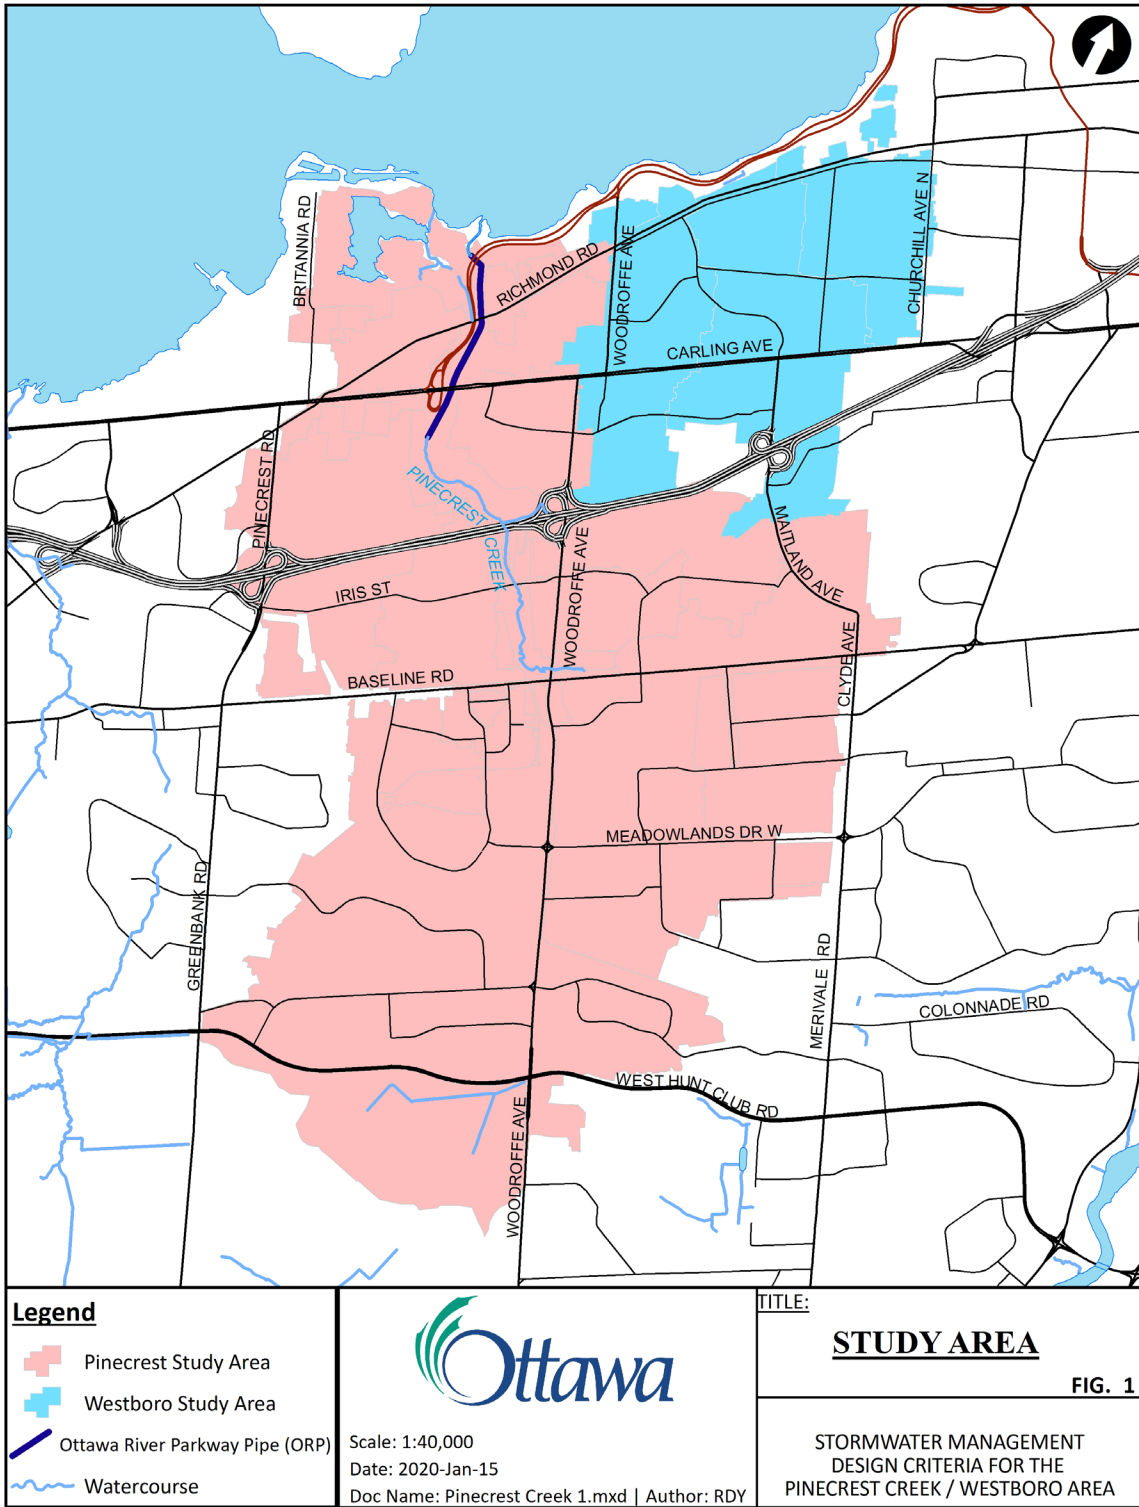 BRITANNIA RD
RICHMOND RD
WOODROFFE AVE
CHURCHILL AVE N
CARLING AVE
PINECREST RD
PINECREST
CREEK
IRIS ST
WOODROFFE AVE
MAITLAND AVE
BASELINE RD
CLYDE AVE
MEADOWLANDS DR W
GREENBANK RD
MERIVALE RD
COLONNADE RD
WEST HUNT CLUB RD
WOODROFFE AVE
Legend
Pinecrest Study Area
Westboro Study Area
Ottawa River Parkway Pipe (ORP)
Watercourse
Ottawa
Scale: 1:40,000
Date: 2020-Jan-15
Doc Name: Pinecrest Creek 1.mxd | Author: RDY
TITLE:
STUDY AREA
FIG. 1
STORMWATER MANAGEMENT
DESIGN CRITERIA FOR THE
PINECREST CREEK / WESTBORO AREA